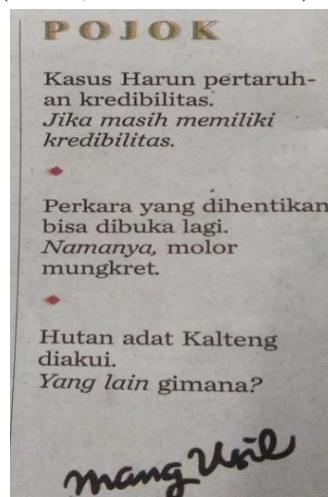 POJOK
Kasus Harun pertaruh-
an kredibilitas.
Jika masih memiliki
kredibilitas.
Perkara yang dihentikan
bisa dibuka lagi.
Namanya, molor
mungkret.
Hutan adat Kalteng
diakui.
Yang lain gimana?
mang Usil